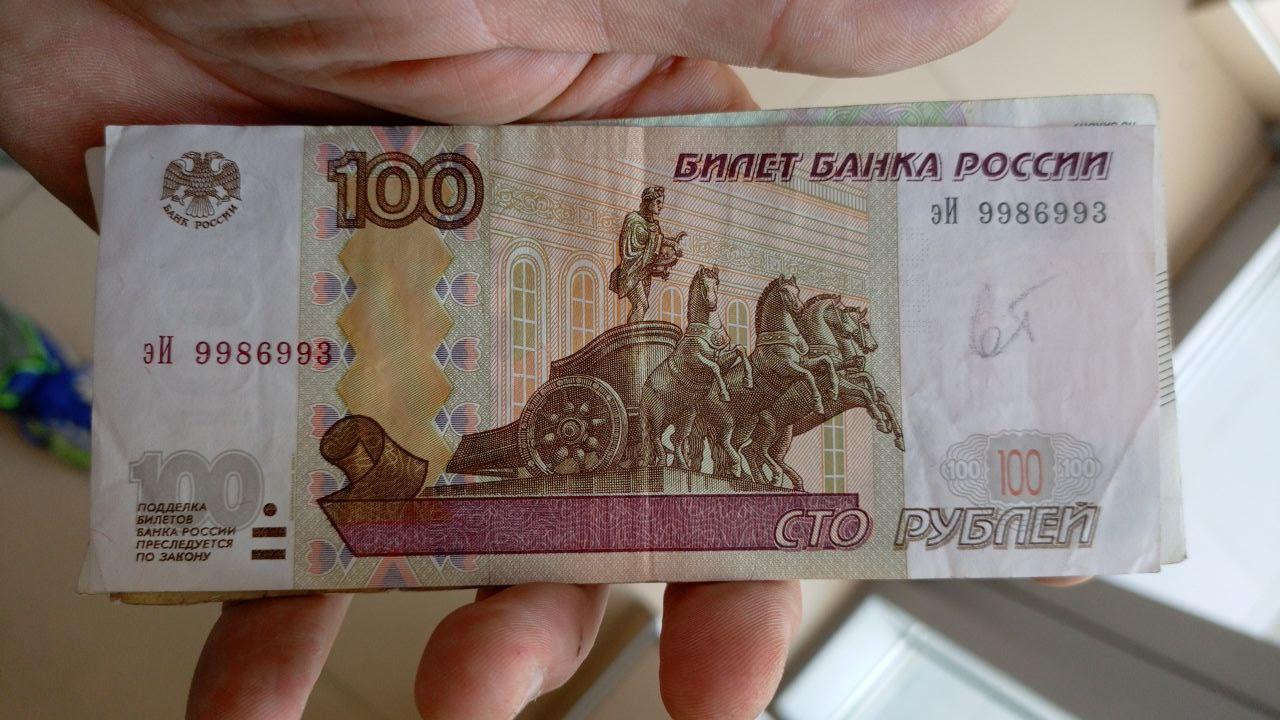 БАНК РОССИИ
100
БИЛЕТ БАНКА РОССИИ
эИ 9986993
эИ 9986993
100
ПОДДЕЛКА
БИЛЕТОВ
БАНКА РОССИИ
ПРЕСЛЕДУЕТСЯ
ПО ЗАКОНУ
100 100 100
СТО РУБЛЕЙ